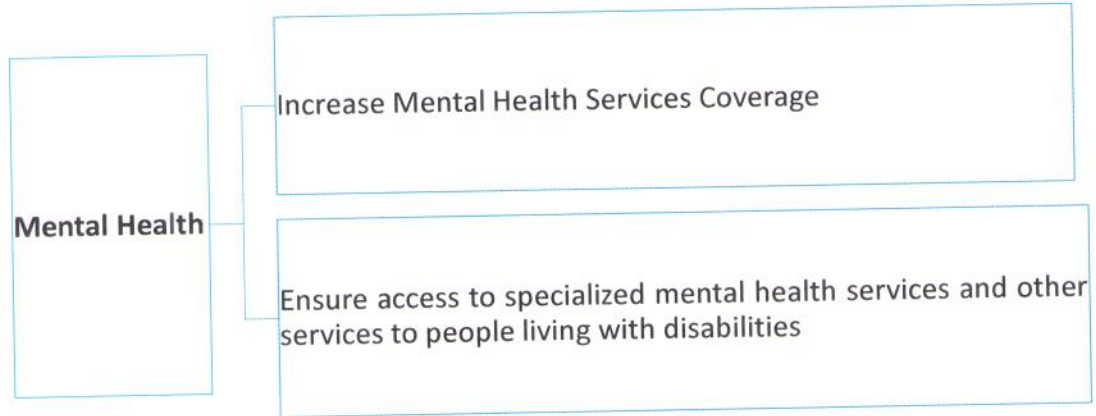 Increase Mental Health Services Coverage
Mental Health
Ensure access to specialized mental health services and other
services to people living with disabilities